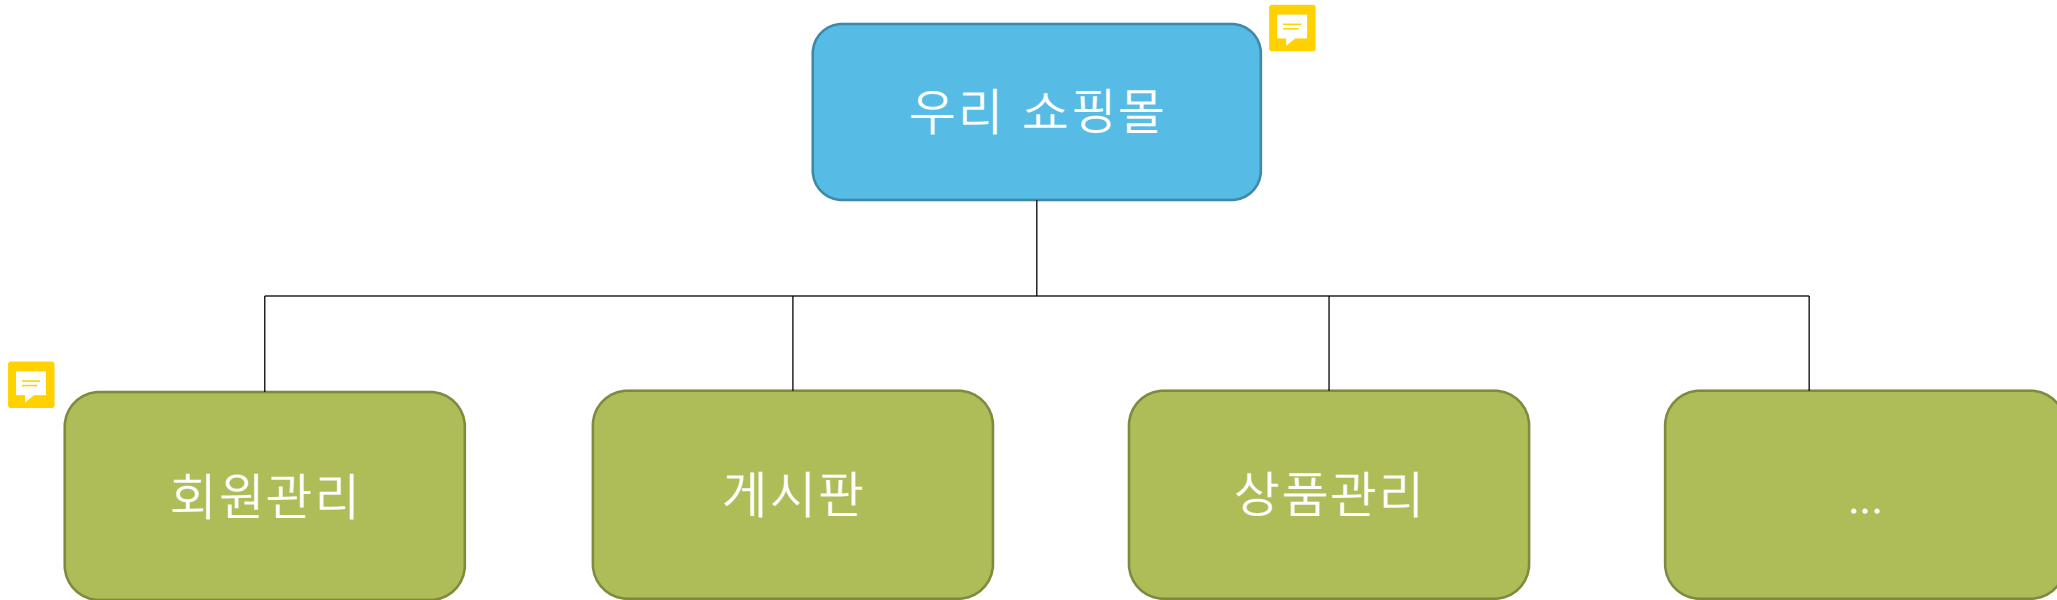 우리 쇼핑몰
회원관리
게시판
상품관리
...